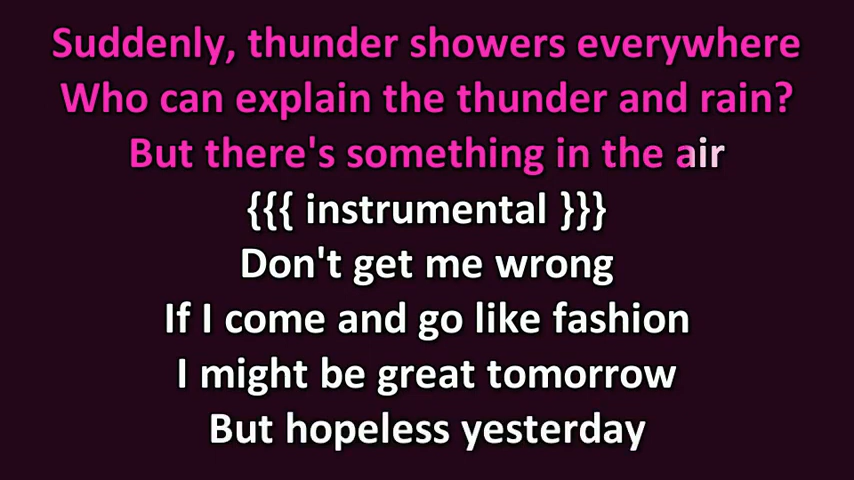 Suddenly, thunder showers everywhere
Who can explain the thunder and rain?
But there's something in the air
{{{ instrumental }}}
Don't get me wrong
If I come and go like fashion
I might be great tomorrow
But hopeless yesterday